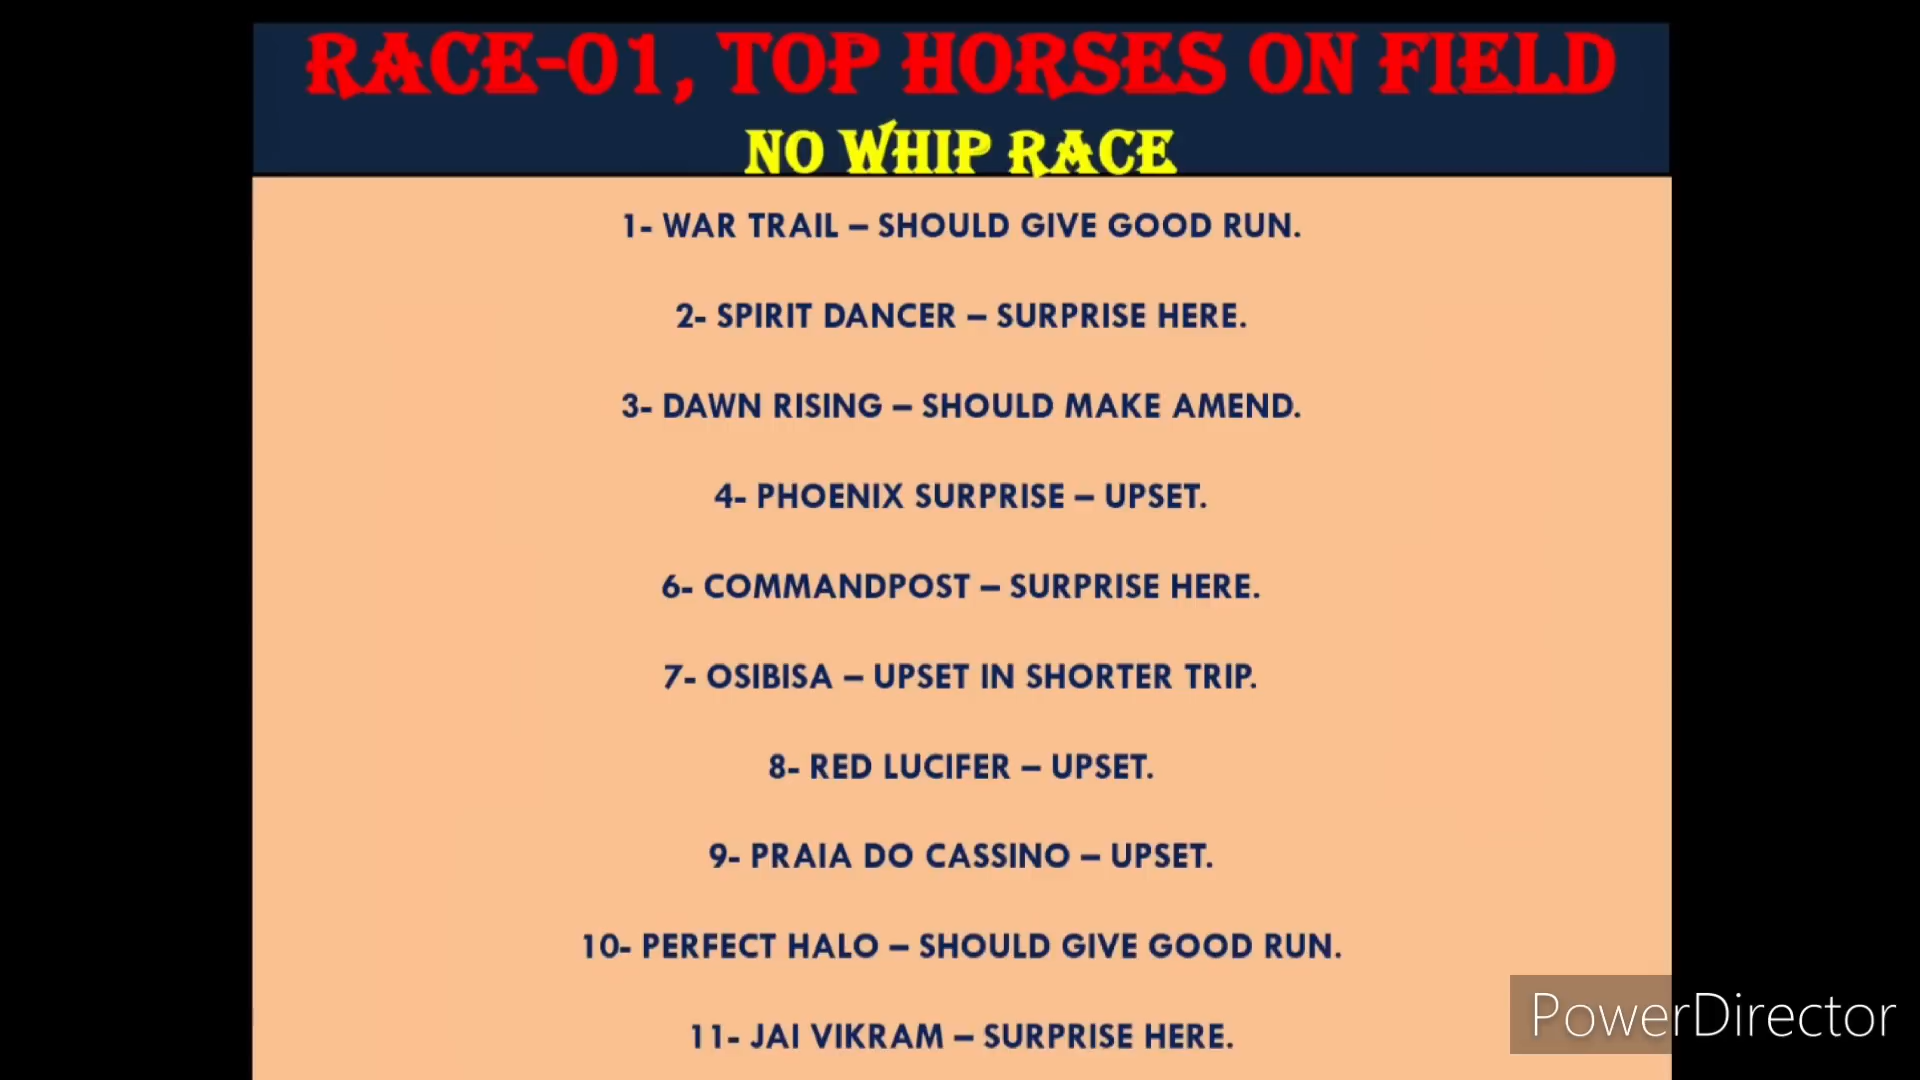 RACE-01, TOP HORSES ON FIELD
NO WHIP RACE
1- WAR TRAIL – SHOULD GIVE GOOD RUN.
2- SPIRIT DANCER – SURPRISE HERE.
3- DAWN RISING – SHOULD MAKE AMEND.
4- PHOENIX SURPRISE – UPSET.
6- COMMANDPOST – SURPRISE HERE.
7- OSIBISA – UPSET IN SHORTER TRIP.
8- RED LUCIFER – UPSET.
9- PRAIA DO CASSINO – UPSET.
10- PERFECT HALO – SHOULD GIVE GOOD RUN.
11- JAI VIKRAM – SURPRISE HERE.
PowerDirector